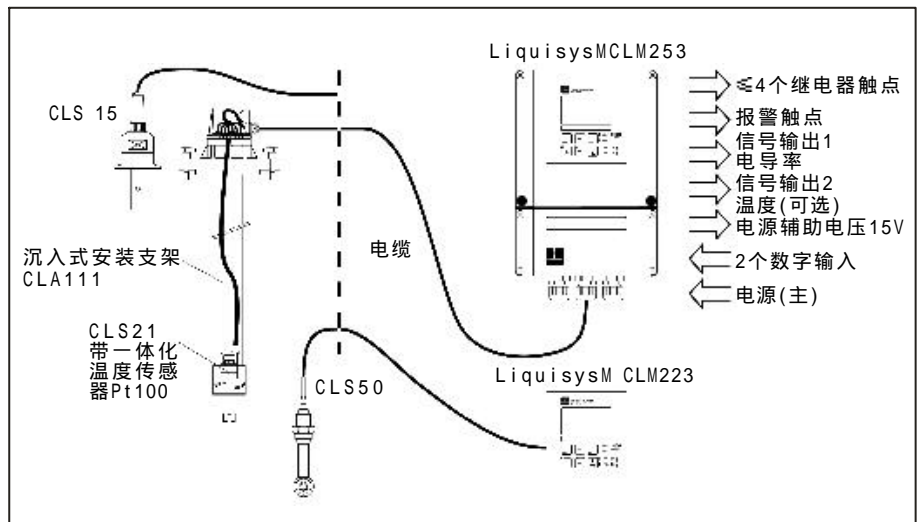 LiquisysMCLM253
CLS 15
≤4个继电器触点
报警触点
信号输出1
电导率
信号输出2
温度(可选)
电源辅助电压15V
2个数字输入
电源(主)
沉入式安装支架
CLA111
电缆
CLS21
带一体化
温度传感
器Pt100
CLS50
LiquisysM CLM223